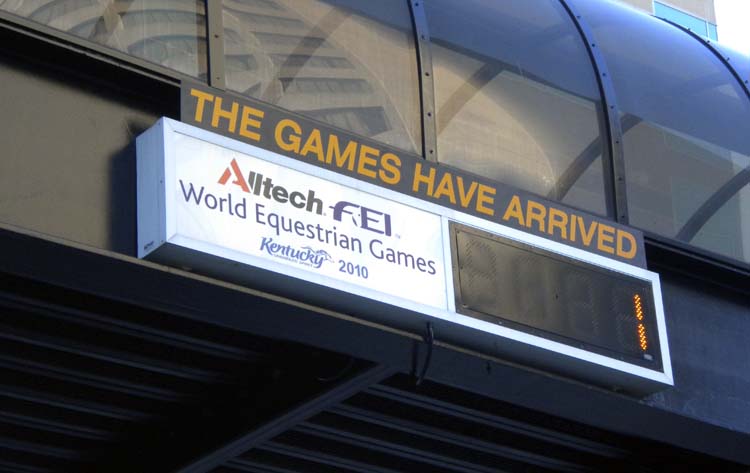 THE GAMES HAVE ARRIVED
Alltech FEI
World Equestrian Games
Kentucky 2010
1